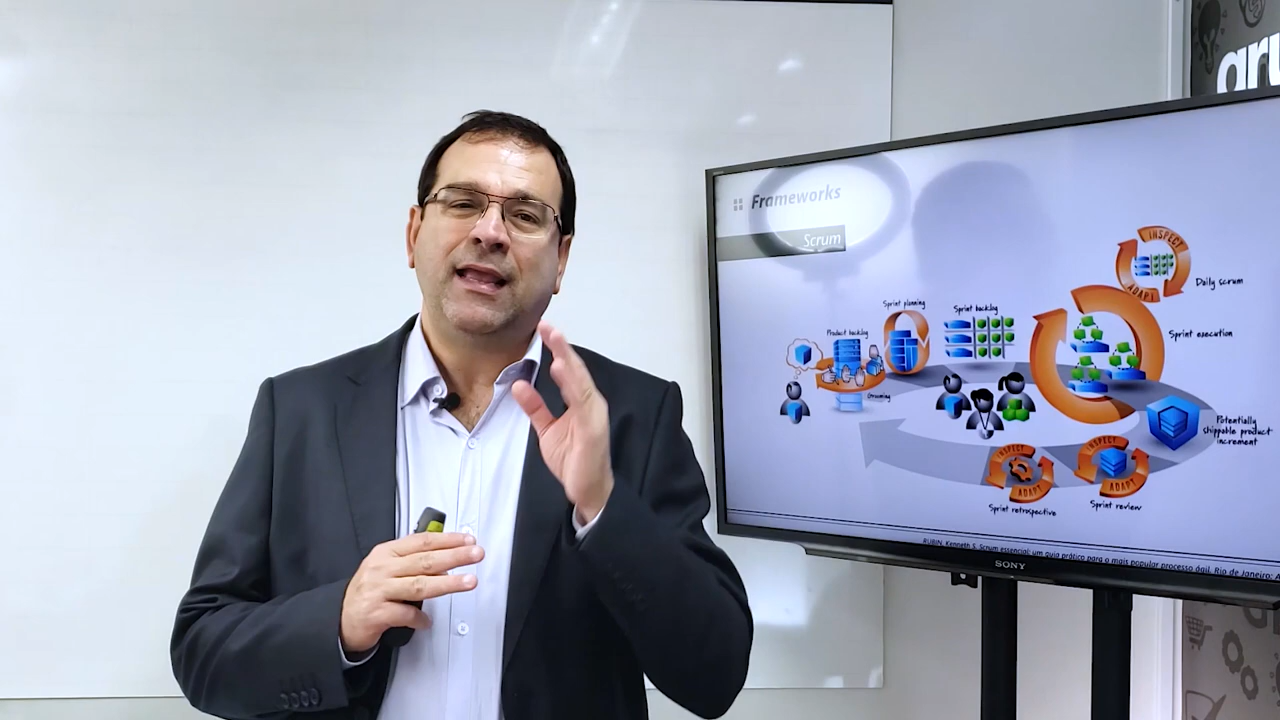 Frameworks
Scrum
INSPECT
ADAPT
Daily scrum
Sprint planning
Sprint backlog
Product backlog
Sprint execution
Grooming
Potentially
shippable product
increment
INSPECT
ADAPT
Sprint retrospective
INSPECT
ADAPT
Sprint review
RUBIN, Kenneth S. Scrum essencial: um guia prático para o mais popular processo ágil. Rio de Janeiro: A
SONY